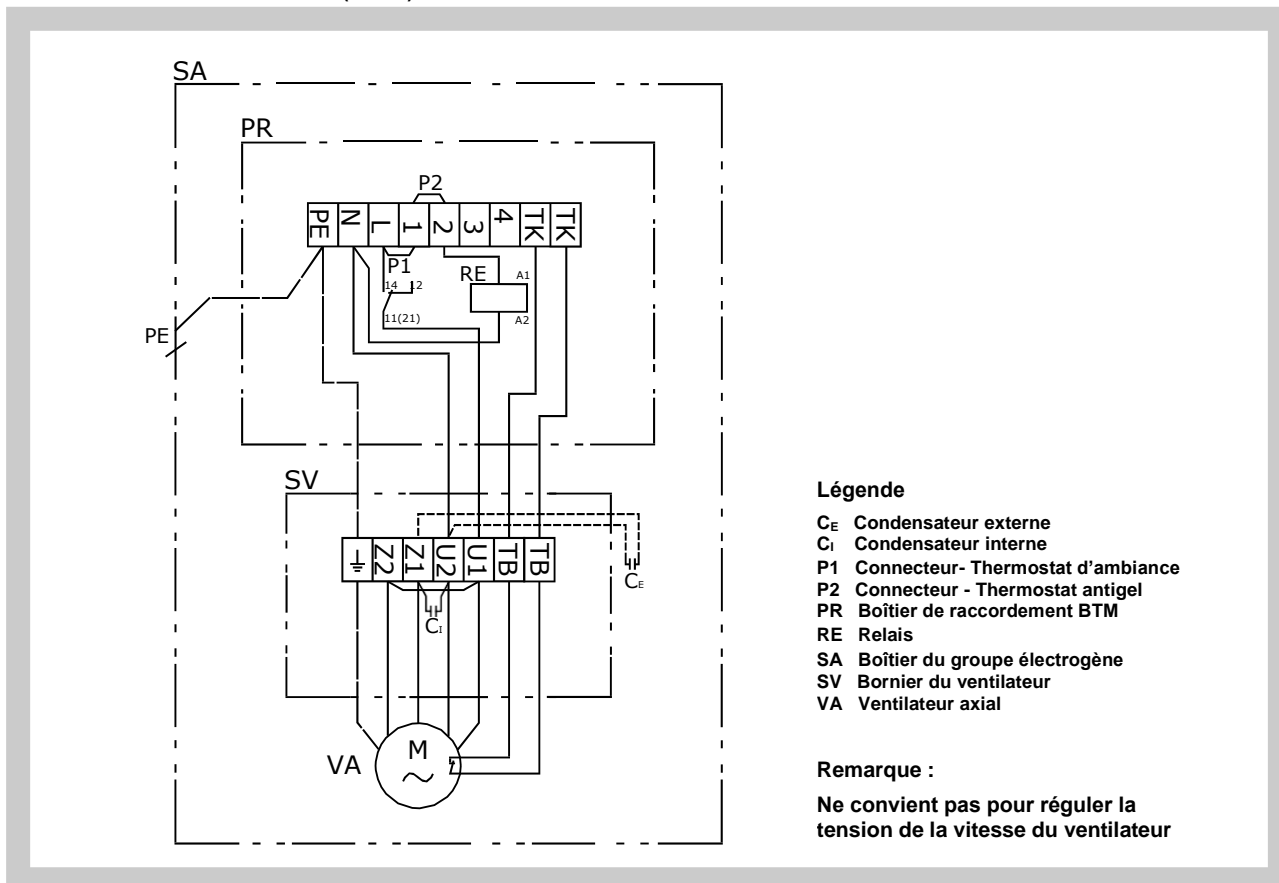 SA
PR
P2
PE N L 1 2 3 4 TK TK
P1
RE A1
14 12
11(21) A2
PE
SV
Z2 Z1 U2 U1 TB TB
CI
CE
VA M
Légende
CE Condensateur externe
CI Condensateur interne
P1 Connecteur- Thermostat d’ambiance
P2 Connecteur - Thermostat antigel
PR Boîtier de raccordement BTM
RE Relais
SA Boîtier du groupe électrogène
SV Bornier du ventilateur
VA Ventilateur axial
Remarque :
Ne convient pas pour réguler la
tension de la vitesse du ventilateur